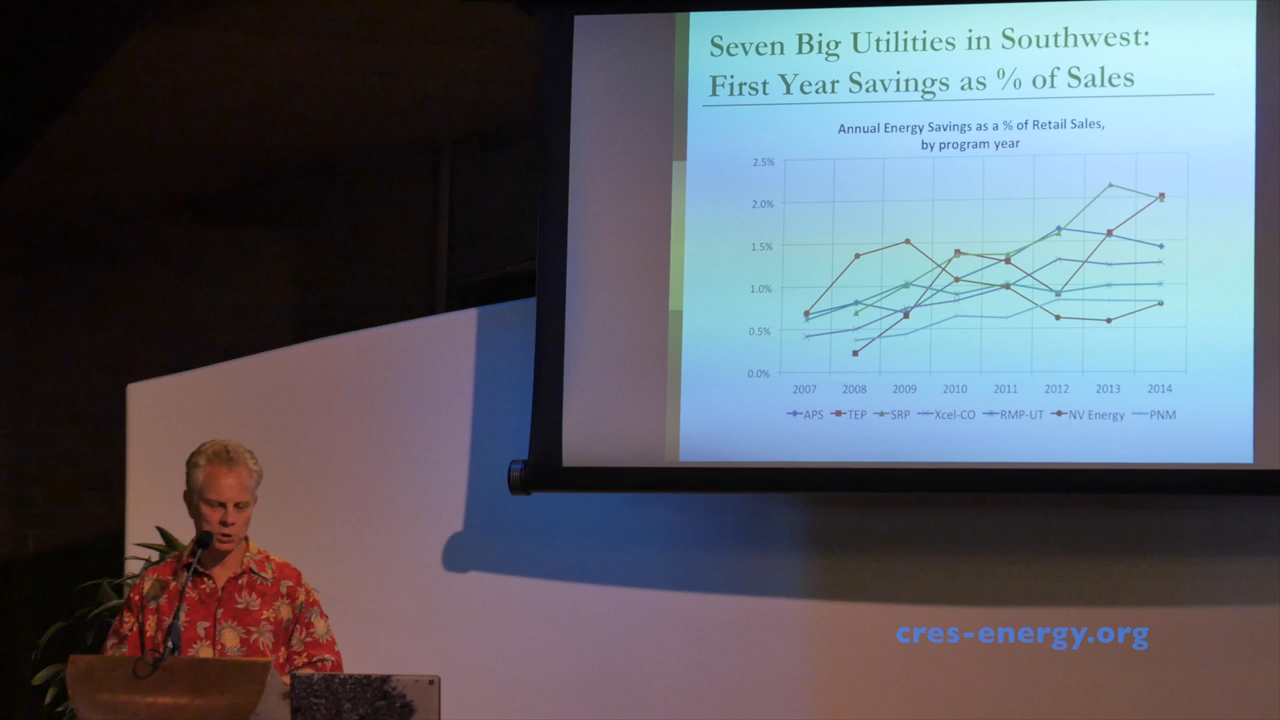 Seven Big Utilities in Southwest:
First Year Savings as % of Sales
Annual Energy Savings as a % of Retail Sales,
by program year
2.5%
2.0%
1.5%
1.0%
0.5%
0.0%
2007 2008 2009 2010 2011 2012 2013 2014
APS TEP SRP Xcel-CO RMP-UT NV Energy PNM
cres-energy.org